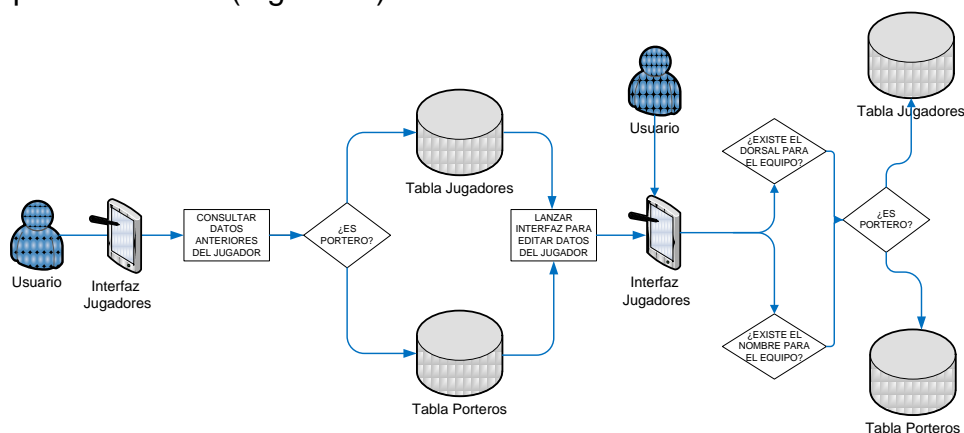 Usuario
Interfaz
Jugadores
CONSULTAR
DATOS
ANTERIORES
DEL JUGADOR
¿ES
PORTERO?
Tabla Jugadores
Tabla Porteros
LANZAR
INTERFAZ PARA
EDITAR DATOS
DEL JUGADOR
Usuario
Interfaz
Jugadores
¿EXISTE EL
DORSAL PARA
EL EQUIPO?
¿EXISTE EL
NOMBRE PARA
EL EQUIPO?
¿ES
PORTERO?
Tabla Jugadores
Tabla Porteros